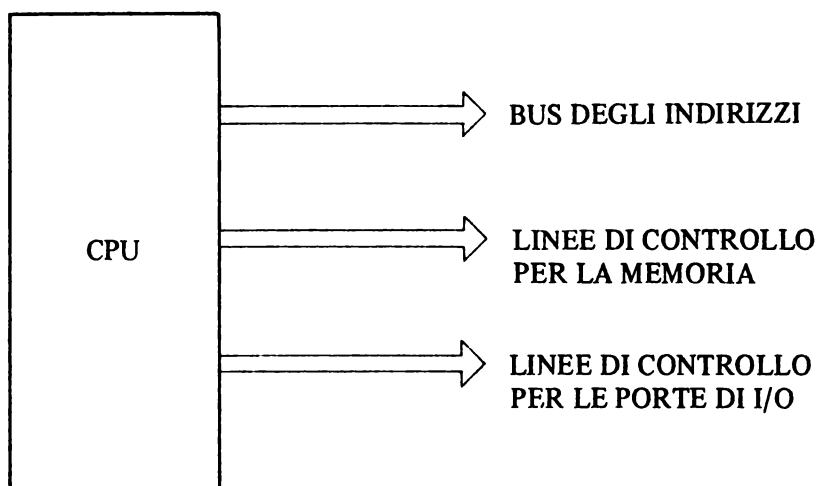 BUS DEGLI INDIRIZZI
CPU
LINEE DI CONTROLLO
PER LA MEMORIA
LINEE DI CONTROLLO
PER LE PORTE DI I/O